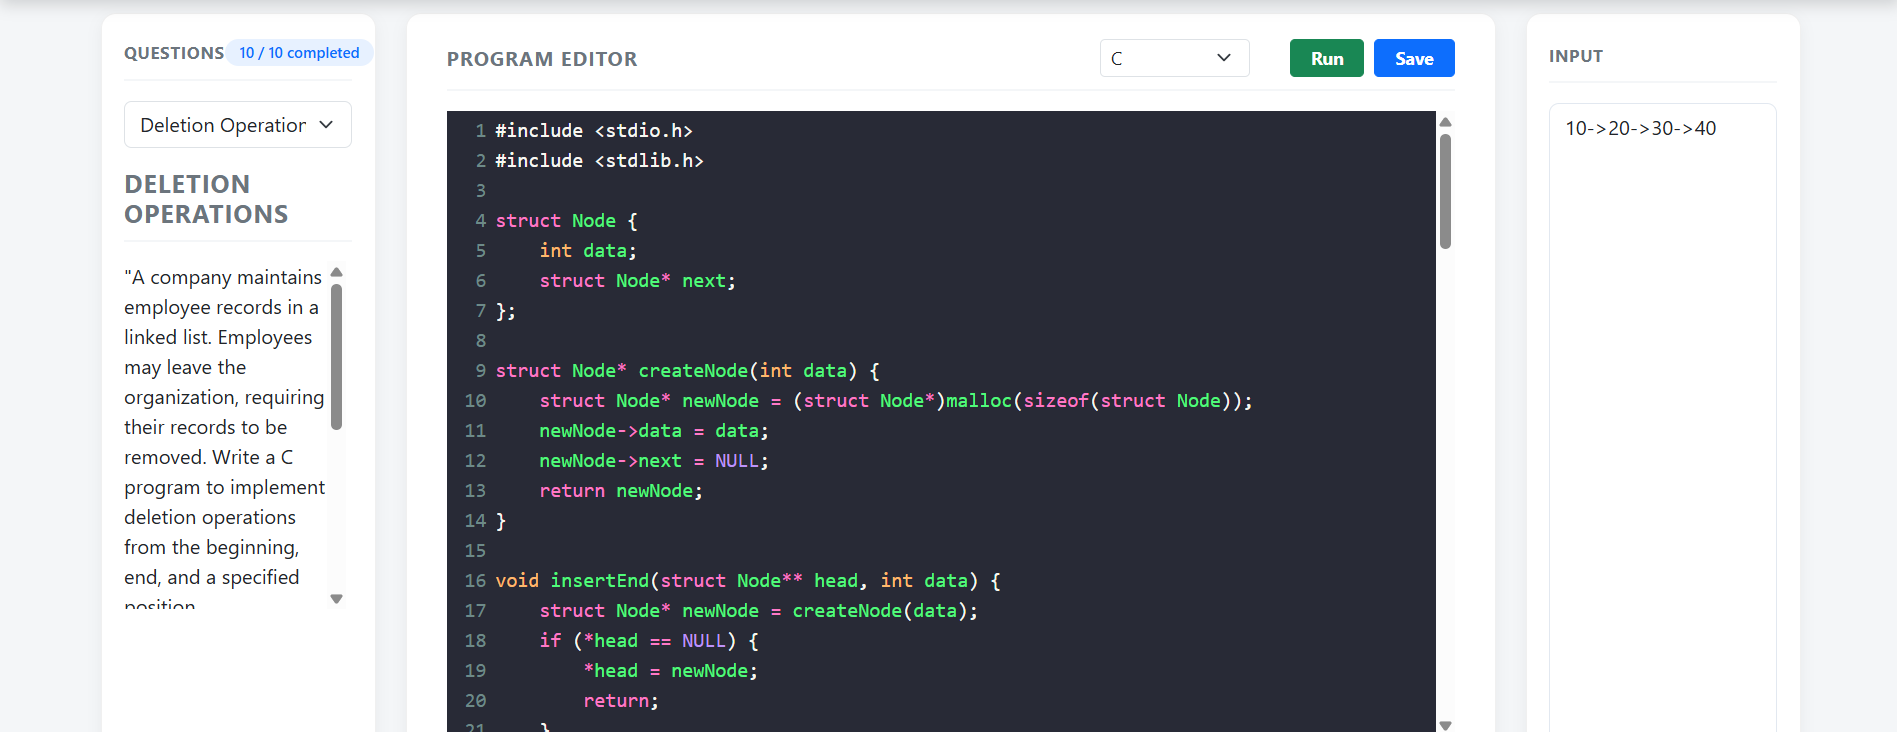 QUESTIONS 10 / 10 completed
Deletion Operation
DELETION
OPERATIONS
"A company maintains
employee records in a
linked list. Employees
may leave the
organization, requiring
their records to be
removed. Write a C
program to implement
deletion operations
from the beginning,
end, and a specified
position
PROGRAM EDITOR
C
Run
Save
1 #include <stdio.h>
2 #include <stdlib.h>
3
4 struct Node {
5     int data;
6     struct Node* next;
7 };
8
9 struct Node* createNode(int data) {
10     struct Node* newNode = (struct Node*)malloc(sizeof(struct Node));
11     newNode->data = data;
12     newNode->next = NULL;
13     return newNode;
14 }
15
16 void insertEnd(struct Node** head, int data) {
17     struct Node* newNode = createNode(data);
18     if (*head == NULL) {
19         *head = newNode;
20         return;
21     }
INPUT
10->20->30->40